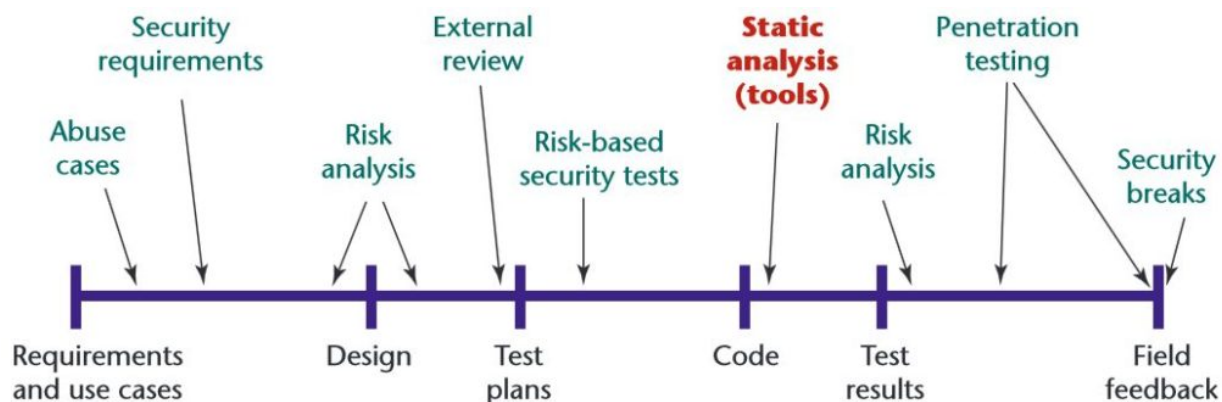 Security
requirements
External
review
Static
analysis
(tools)
Penetration
testing
Abuse
cases
Risk
analysis
Risk-based
security tests
Risk
analysis
Security
breaks
Requirements
and use cases
Design
Test
plans
Code
Test
results
Field
feedback